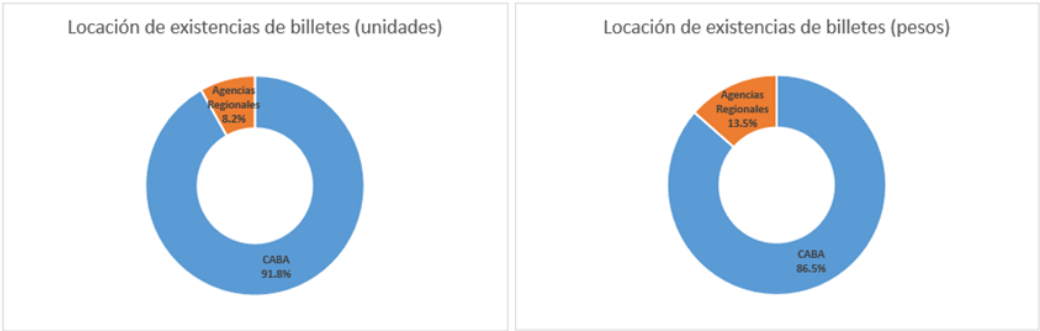 Locación de existencias de billetes (unidades)
Agencias
Regionales
8.2%
CABA
91.8%
Locación de existencias de billetes (pesos)
Agencias
Regionales
13.5%
CABA
86.5%